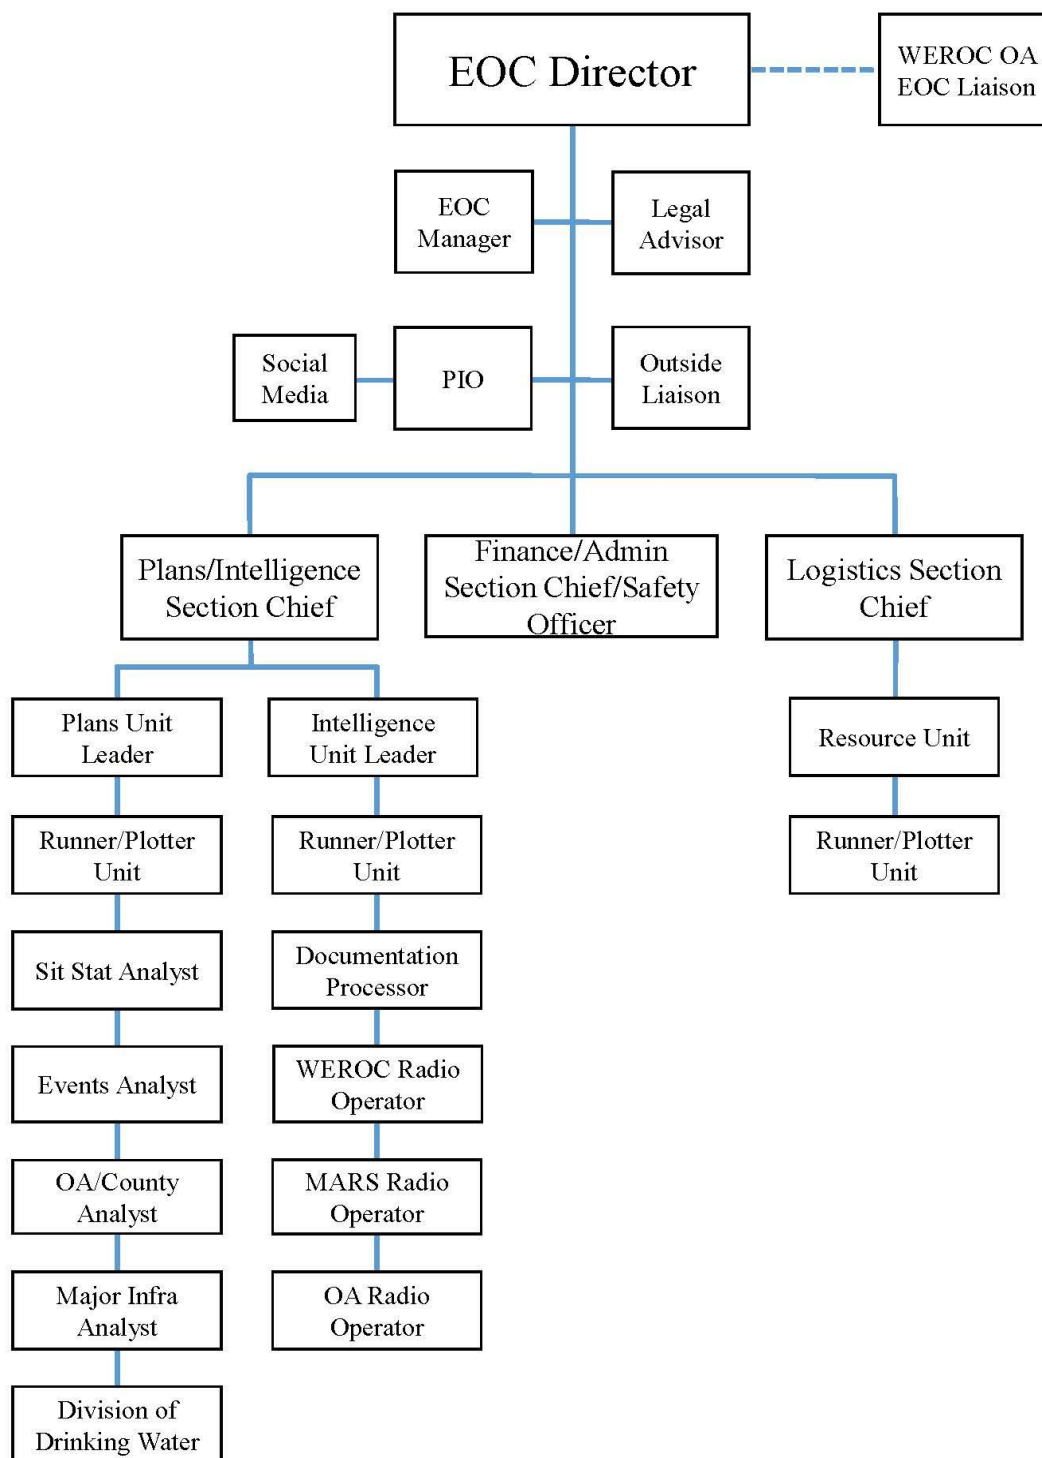 EOC Director
WEROC OA
EOC Liaison
EOC
Manager
Legal
Advisor
Social
Media
PIO
Outside
Liaison
Plans/Intelligence
Section Chief
Finance/Admin
Section Chief/Safety
Officer
Logistics Section
Chief
Plans Unit
Leader
Intelligence
Unit Leader
Resource Unit
Runner/Plotter
Unit
Runner/Plotter
Unit
Runner/Plotter
Unit
Sit Stat Analyst
Documentation
Processor
Events Analyst
WEROC Radio
Operator
OA/County
Analyst
MARS Radio
Operator
Major Infra
Analyst
OA Radio
Operator
Division of
Drinking Water